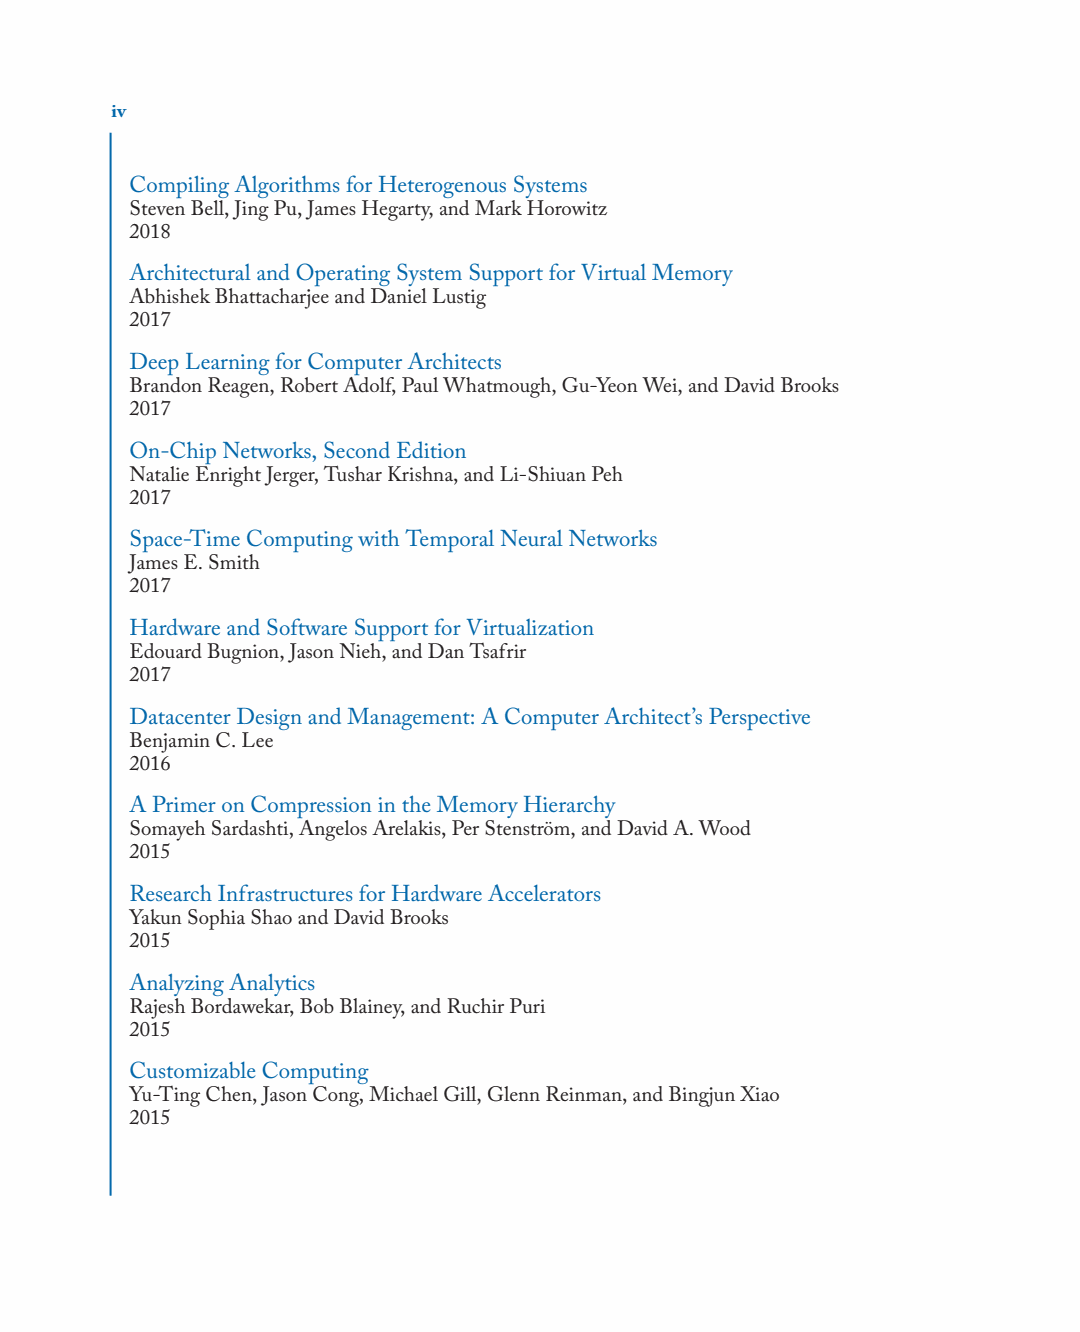 iv
Compiling Algorithms for Heterogenous Systems
Steven Bell, Jing Pu, James Hegarty, and Mark Horowitz
2018
Architectural and Operating System Support for Virtual Memory
Abhishek Bhattacharjee and Daniel Lustig
2017
Deep Learning for Computer Architects
Brandon Reagen, Robert Adolf, Paul Whatmough, Gu-Yeon Wei, and David Brooks
2017
On-Chip Networks, Second Edition
Natalie Enright Jerger, Tushar Krishna, and Li-Shiuan Peh
2017
Space-Time Computing with Temporal Neural Networks
James E. Smith
2017
Hardware and Software Support for Virtualization
Edouard Bugnion, Jason Nieh, and Dan Tsafrir
2017
Datacenter Design and Management: A Computer Architect’s Perspective
Benjamin C. Lee
2016
A Primer on Compression in the Memory Hierarchy
Somayeh Sardashti, Angelos Arelakis, Per Stenström, and David A. Wood
2015
Research Infrastructures for Hardware Accelerators
Yakun Sophia Shao and David Brooks
2015
Analyzing Analytics
Rajesh Bordawekar, Bob Blainey, and Ruchir Puri
2015
Customizable Computing
Yu-Ting Chen, Jason Cong, Michael Gill, Glenn Reinman, and Bingjun Xiao
2015